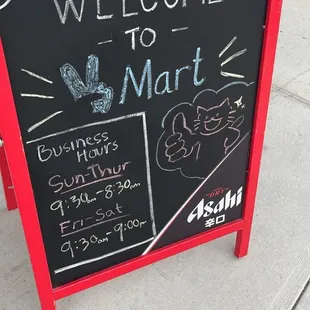 WELCOME
TO
Mart
Business
Hours
Sun-Thur
9:30am-8:30pm
Fri-Sat
9:30am-9:00pm
DRY
Asahi
辛口